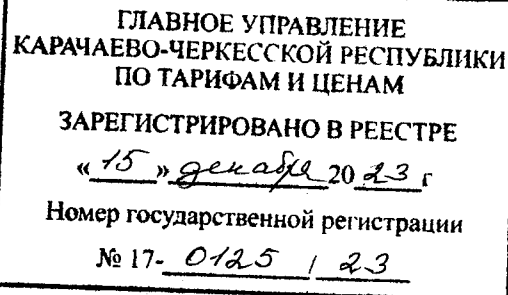 ГЛАВНОЕ УПРАВЛЕНИЕ
КАРАЧАЕВО-ЧЕРКЕССКОЙ РЕСПУБЛИКИ
ПО ТАРИФАМ И ЦЕНАМ
ЗАРЕГИСТРИРОВАНО В РЕЕСТРЕ
«15» декабря 2023 г
Номер государственной регистрации
№ 17- 0125 / 23